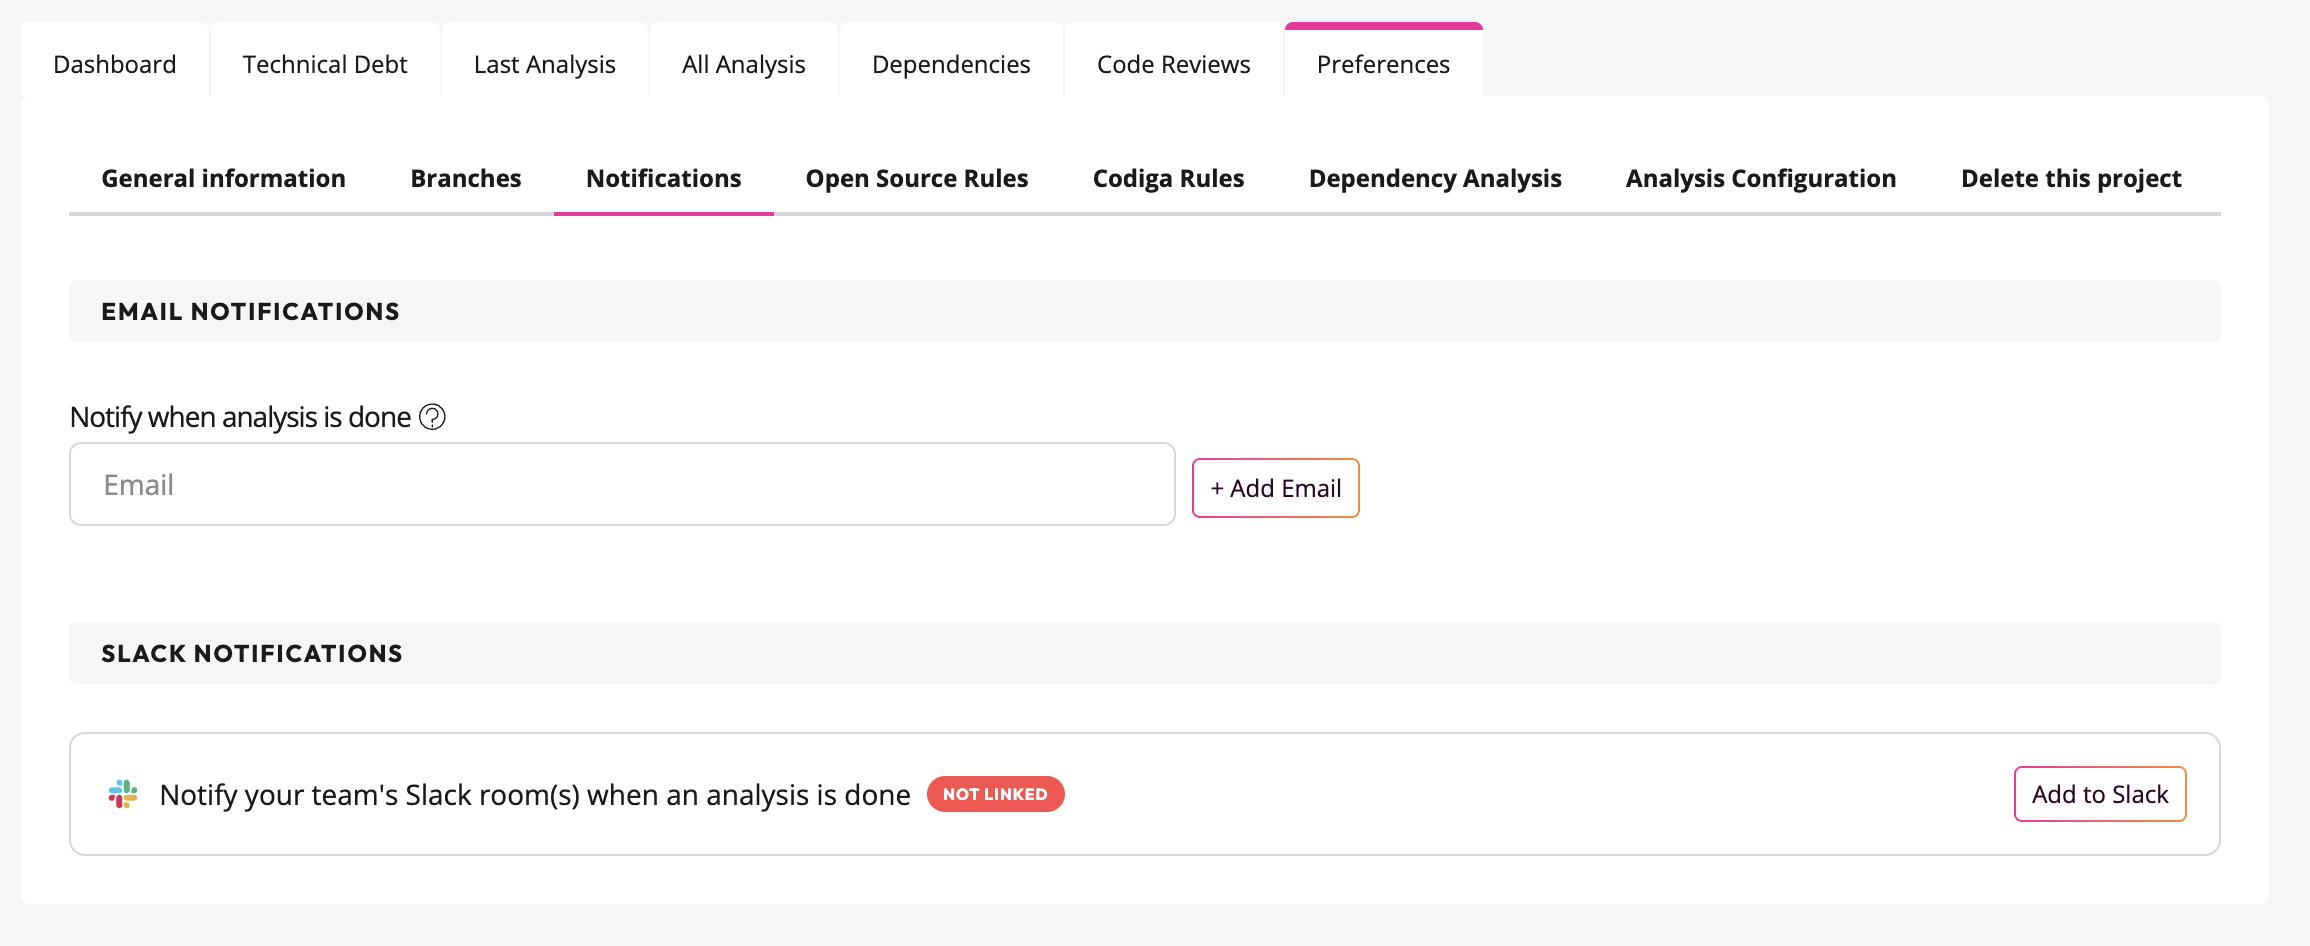 Dashboard Technical Debt Last Analysis All Analysis Dependencies Code Reviews Preferences
General information Branches Notifications Open Source Rules Codiga Rules Dependency Analysis Analysis Configuration Delete this project
EMAIL NOTIFICATIONS
Notify when analysis is done ?
Email + Add Email
SLACK NOTIFICATIONS
Notify your team's Slack room(s) when an analysis is done NOT LINKED Add to Slack